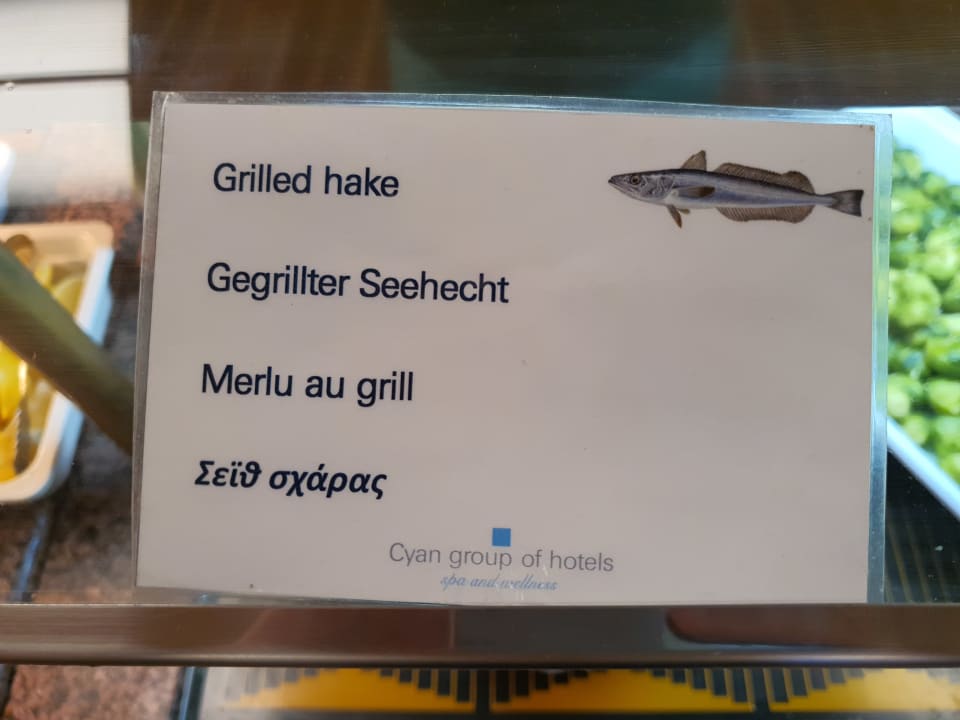 Grilled hake
Gegrillter Seehecht
Merlu au grill
Σεϊθ σχάρας
Cyan group of hotels
spa and wellness